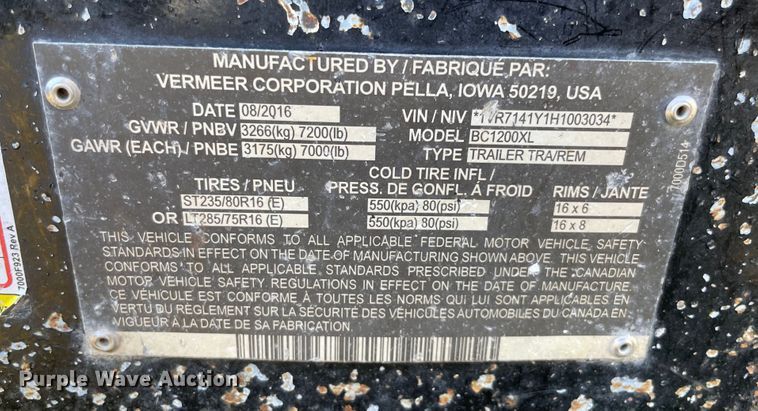 MANUFACTURED BY / FABRIQUÉ PAR:
VERMEER CORPORATION PELLA, IOWA 50219, USA
DATE 08/2016 VIN / NIV *1VR7141Y1H1003034*
GVWR / PNBV 3266(kg) 7200(lb) MODEL BC1200XL
GAWR (EACH) / PNBE 3175(kg) 7000(lb) TYPE TRAILER TRA/REM
COLD TIRE INFL /
TIRES / PNEU PRESS. DE GONFL. À FROID RIMS / JANTE
ST235/80R16 (E) 550(kpa) 80(psi) 16 x 6
OR LT285/75R16 (E) 550(kpa) 80(psi) 16 x 8
THIS VEHICLE CONFORMS TO ALL APPLICABLE FEDERAL MOTOR VEHICLE SAFETY
STANDARDS IN EFFECT ON THE DATE OF MANUFACTURING SHOWN ABOVE. THIS VEHICLE
CONFORMS TO ALL APPLICABLE, STANDARDS PRESCRIBED UNDER THE CANADIAN
MOTOR VEHICLE SAFETY REGULATIONS IN EFFECT ON THE DATE OF MANUFACTURE.
CE VÉHICULE EST CONFORME À TOUTES LES NORMS QUI LUI SONT APPLICABLES EN
VERTU DU RÈGLEMENT SUR LA SÉCURITÉ DES VÉHICULES AUTOMOBILES DU CANADA EN
VIGUEUR À LA DATE DE SA FABRICATION.
7000D514
7000F923 Rev A
Purple Wave Auction